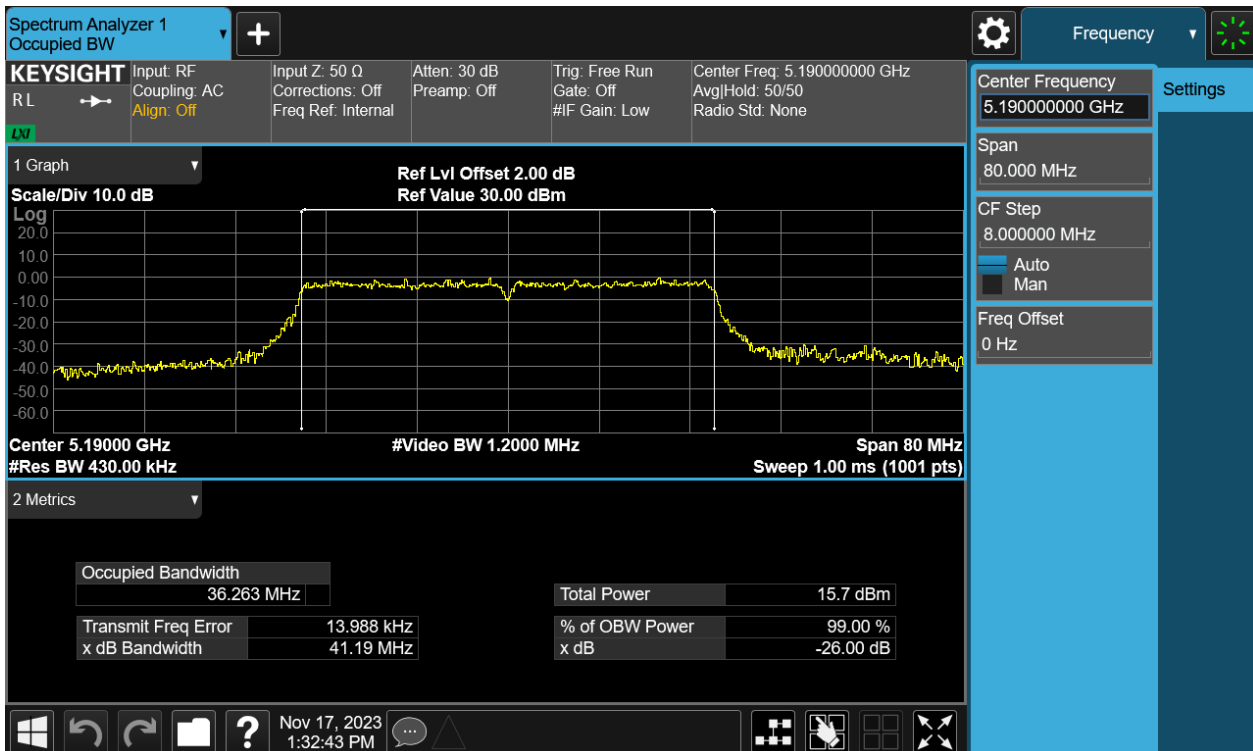 Spectrum Analyzer 1
Occupied BW
Frequency
KEYSIGHT
R L
LXI
Input: RF
Coupling: AC
Align: Off
Input Z: 50 Ω
Corrections: Off
Freq Ref: Internal
Atten: 30 dB
Preamp: Off
Trig: Free Run
Gate: Off
#IF Gain: Low
Center Freq: 5.190000000 GHz
Avg|Hold: 50/50
Radio Std: None
Center Frequency
5.190000000 GHz
Settings
Span
80.000 MHz
CF Step
8.000000 MHz
Auto
Man
Freq Offset
0 Hz
1 Graph
Ref Lvl Offset 2.00 dB
Scale/Div 10.0 dB
Ref Value 30.00 dBm
Log
20.0
10.0
0.00
-10.0
-20.0
-30.0
-40.0
-50.0
-60.0
Center 5.19000 GHz
#Video BW 1.2000 MHz
Span 80 MHz
#Res BW 430.00 kHz
Sweep 1.00 ms (1001 pts)
2 Metrics
Occupied Bandwidth
36.263 MHz
Total Power 15.7 dBm
Transmit Freq Error 13.988 kHz
% of OBW Power 99.00 %
x dB Bandwidth 41.19 MHz
x dB -26.00 dB
?
Nov 17, 2023
1:32:43 PM